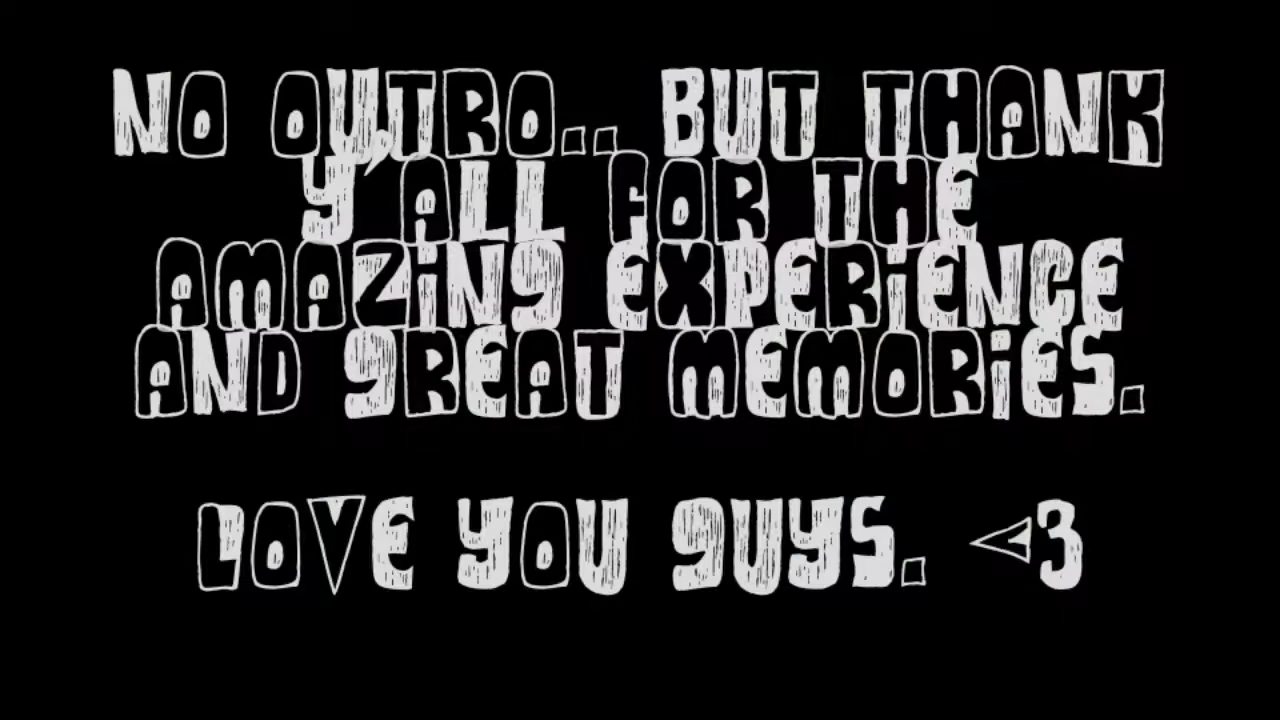 NO OUTRO.. BUT THANK
Y'ALL FOR THE
AMAZiNg EXPERiENCE
AND gREAT MEMORiES.
LOVE YOU gUYS. <3